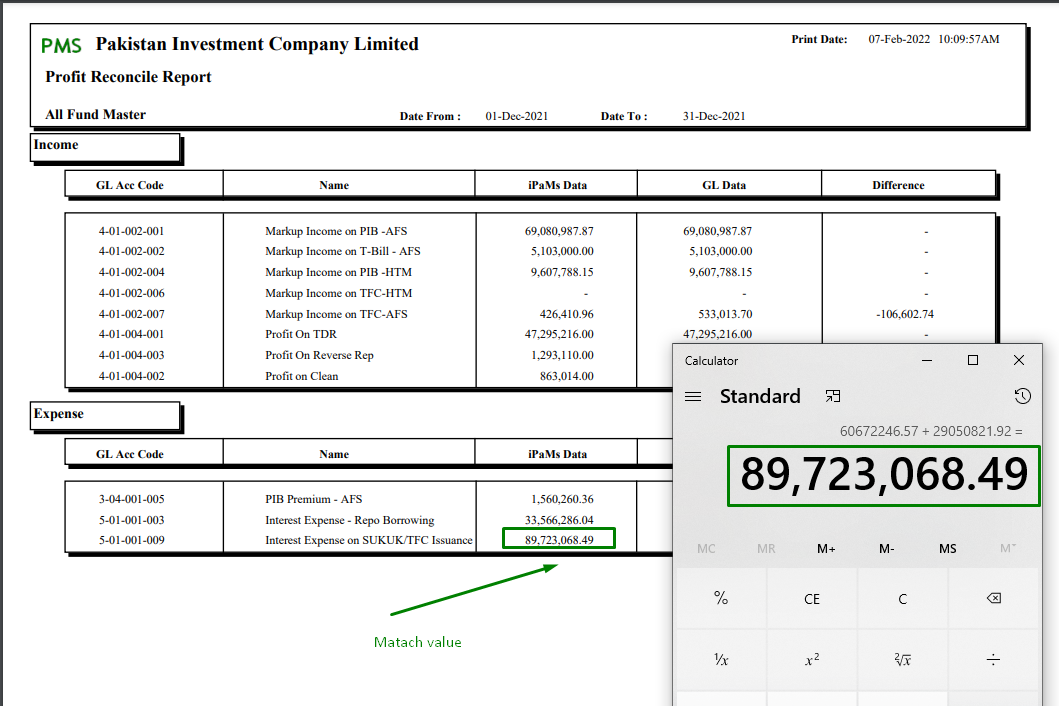 PMS Pakistan Investment Company Limited
Print Date: 07-Feb-2022 10:09:57AM
Profit Reconcile Report
All Fund Master Date From : 01-Dec-2021 Date To : 31-Dec-2021
Income
GL Acc Code Name iPaMs Data GL Data Difference
4-01-002-001 Markup Income on PIB -AFS 69,080,987.87 69,080,987.87 -
4-01-002-002 Markup Income on T-Bill - AFS 5,103,000.00 5,103,000.00 -
4-01-002-004 Markup Income on PIB -HTM 9,607,788.15 9,607,788.15 -
4-01-002-006 Markup Income on TFC-HTM - - -
4-01-002-007 Markup Income on TFC-AFS 426,410.96 533,013.70 -106,602.74
4-01-004-001 Profit On TDR 47,295,216.00 47,295,216.00 -
4-01-004-003 Profit On Reverse Rep 1,293,110.00
4-01-004-002 Profit on Clean 863,014.00
Expense
GL Acc Code Name iPaMs Data
3-04-001-005 PIB Premium - AFS 1,560,260.36
5-01-001-003 Interest Expense - Repo Borrowing 33,566,286.04
5-01-001-009 Interest Expense on SUKUK/TFC Issuance 89,723,068.49
Matach value
Calculator
Standard
60672246.57 + 29050821.92 =
89,723,068.49
MC MR M+ M- MS M˅
% CE C ⌫
¹/x x² ²√x ÷